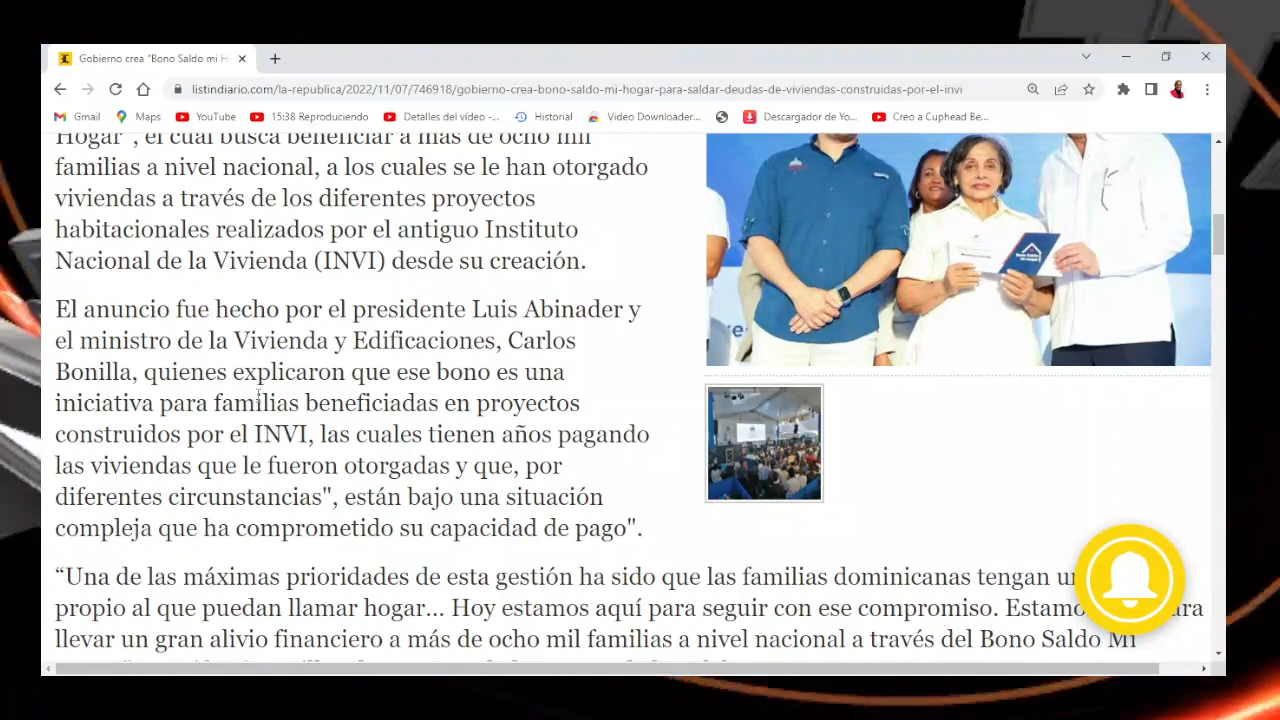 Gobierno crea "Bono Saldo mi H
listindiario.com/la-republica/2022/11/07/746918/gobierno-crea-bono-saldo-mi-hogar-para-saldar-deudas-de-viviendas-construidas-por-el-invi
Gmail Maps YouTube 15:38 Reproduciendo Detalles del vídeo -... Historial Video Downloader... Descargador de Yo... Creo a Cuphead Be...
Hogar", el cual busca beneficiar a más de ocho mil
familias a nivel nacional, a los cuales se le han otorgado
viviendas a través de los diferentes proyectos
habitacionales realizados por el antiguo Instituto
Nacional de la Vivienda (INVI) desde su creación.
El anuncio fue hecho por el presidente Luis Abinader y
el ministro de la Vivienda y Edificaciones, Carlos
Bonilla, quienes explicaron que ese bono es una
iniciativa para familias beneficiadas en proyectos
construidos por el INVI, las cuales tienen años pagando
las viviendas que le fueron otorgadas y que, por
diferentes circunstancias", están bajo una situación
compleja que ha comprometido su capacidad de pago".
“Una de las máximas prioridades de esta gestión ha sido que las familias dominicanas tengan
propio al que puedan llamar hogar... Hoy estamos aquí para seguir con ese compromiso.
llevar un gran alivio financiero a más de ocho mil familias a nivel nacional a través del Bono Saldo Mi